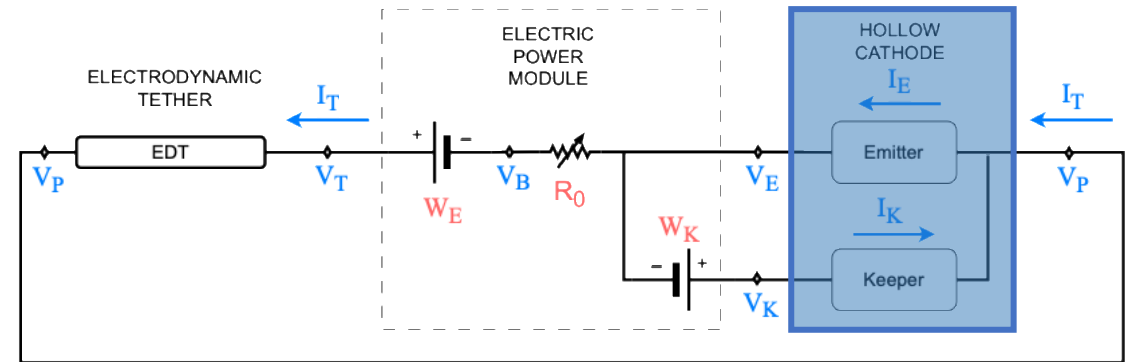 ELECTRODYNAMIC
TETHER
ELECTRIC
POWER
MODULE
HOLLOW
CATHODE
I_T
I_E
I_T
+
−
EDT
Emitter
V_P
V_T
W_E
V_B
R_0
V_E
V_P
W_K
I_K
−
+
V_K
Keeper